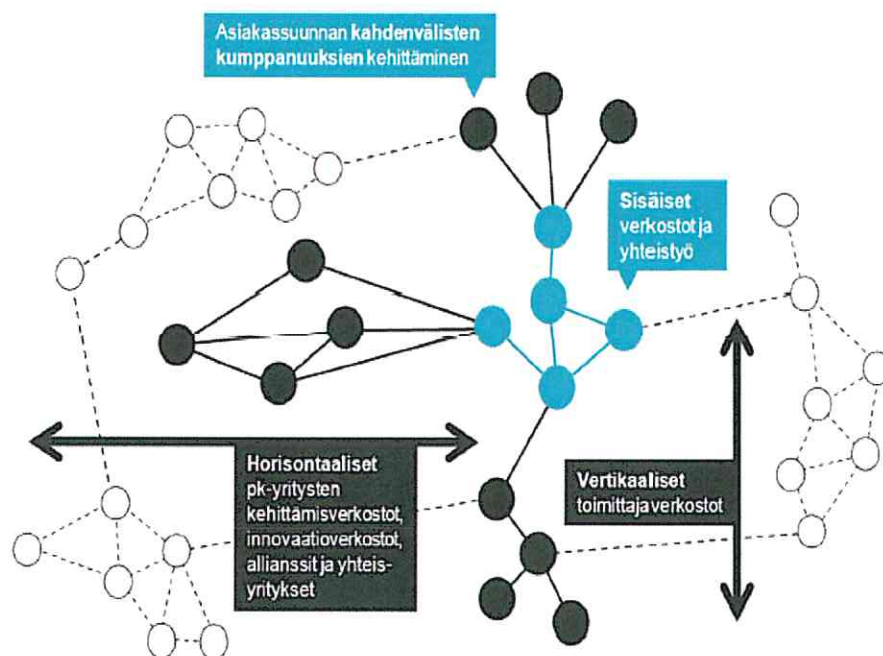 Asiakassuunnan kahdenvälisten
kumppanuuksien kehittäminen
Sisäiset
verkostot ja
yhteistyö
Horisontaaliset
pk-yritysten
kehittämisverkostot,
innovaatioverkostot,
allianssit ja yhteis-
yritykset
Vertikaaliset
toimittajaverkostot